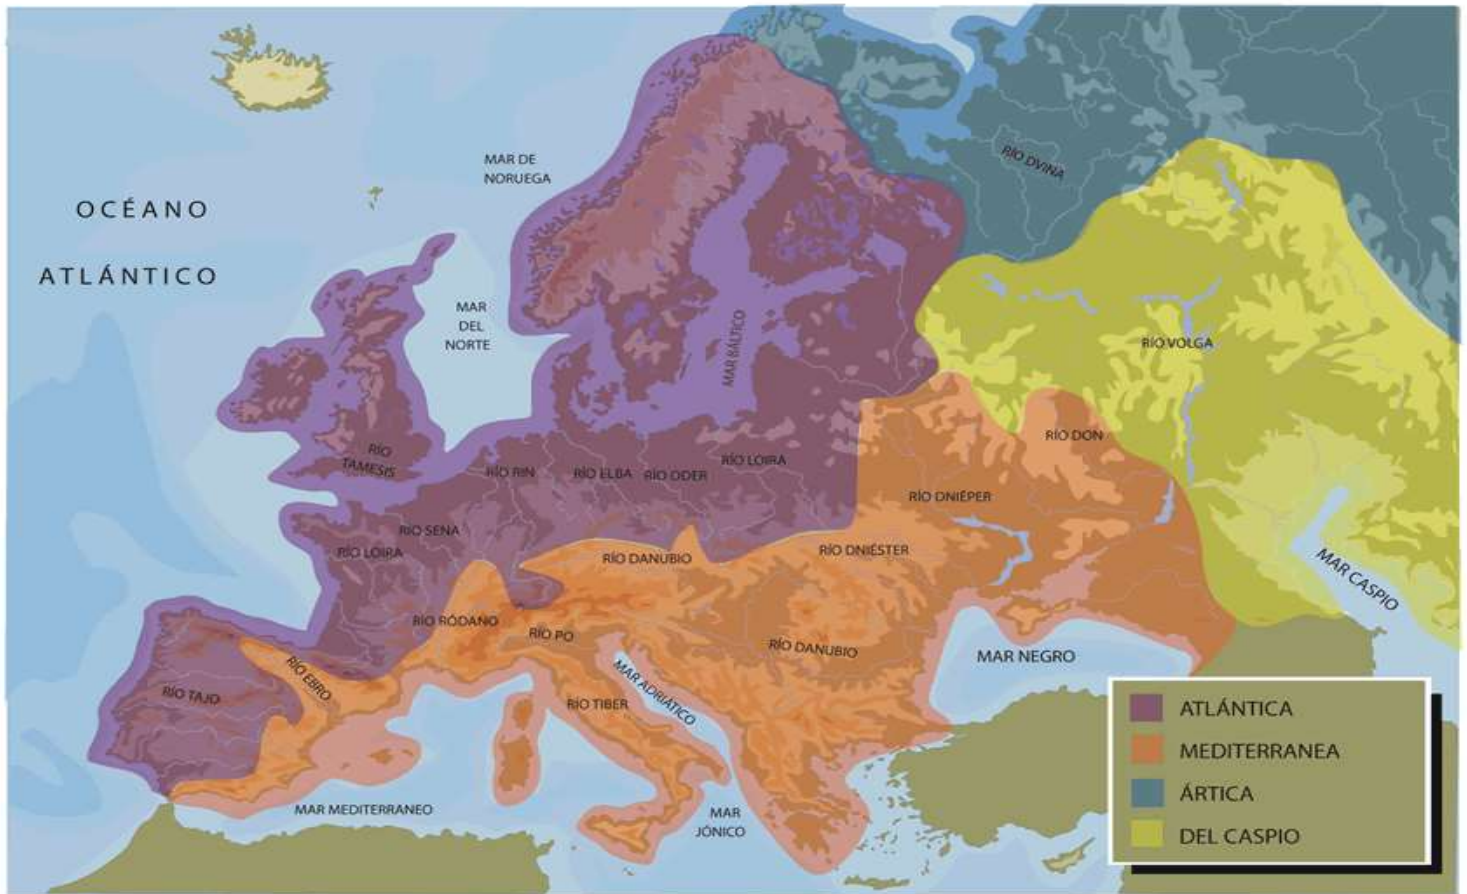 RÍO DVINA
MAR DE
NORUEGA
OCÉANO
ATLÁNTICO
MAR
DEL
NORTE
MAR BÁLTICO
RÍO VOLGA
RÍO DON
RÍO
TAMESIS
RÍO RIN
RÍO ELBA
RÍO ODER
RÍO LOIRA
RÍO DNIÉPER
RÍO SENA
RÍO LOIRA
RÍO DANUBIO
RÍO DNIÉSTER
MAR CASPIO
RÍO RÓDANO
RÍO PO
RÍO DANUBIO
MAR NEGRO
RÍO EBRO
RÍO TAJO
MAR ADRIÁTICO
RÍO TIBER
MAR MEDITERRANEO
MAR
JÓNICO
ATLÁNTICA
MEDITERRANEA
ÁRTICA
DEL CASPIO